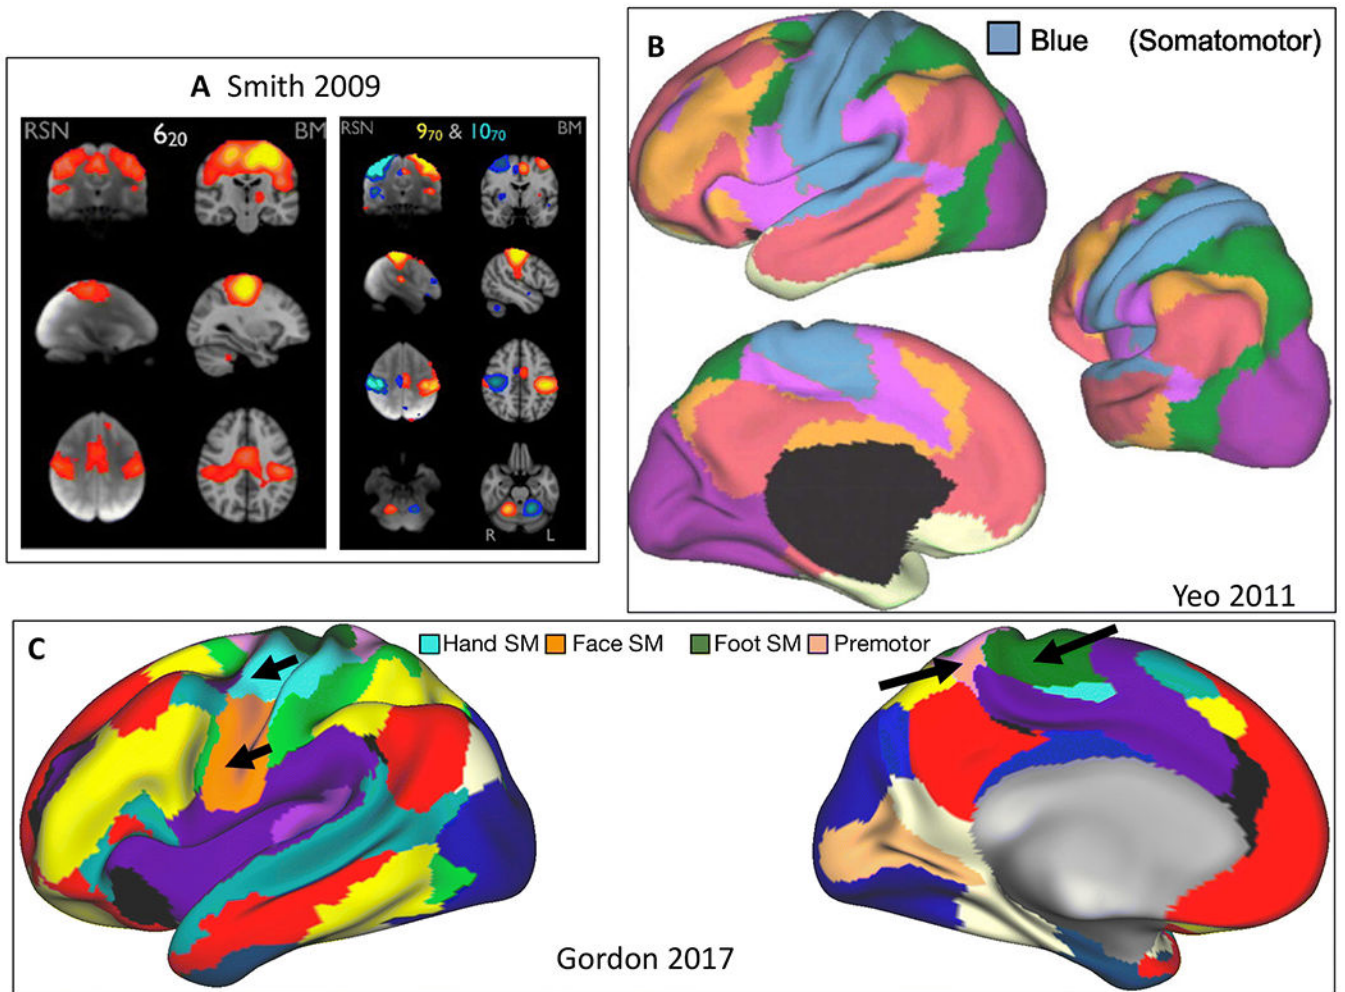 A Smith 2009
RSN 6₂₀ BM
RSN 9₇₀ & 10₇₀ BM
R L
B Blue (Somatomotor)
Yeo 2011
C Hand SM Face SM Foot SM Premotor
Gordon 2017